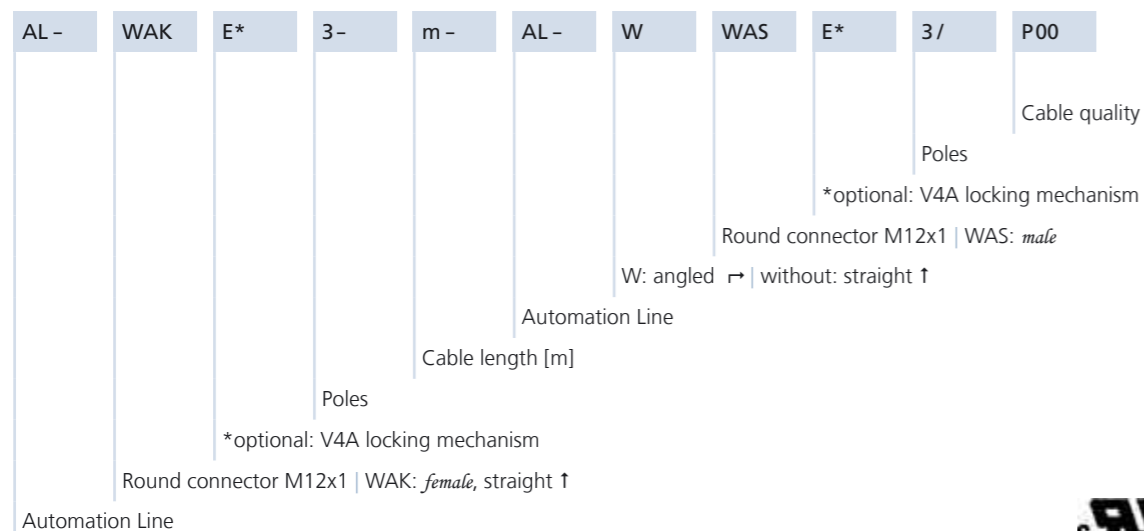 AL – WAK E* 3 – m – AL – W WAS E* 3 / P00
Cable quality
Poles
*optional: V4A locking mechanism
Round connector M12x1 | WAS: male
W: angled ↱ | without: straight ↑
Automation Line
Cable length [m]
Poles
*optional: V4A locking mechanism
Round connector M12x1 | WAK: female, straight ↑
Automation Line